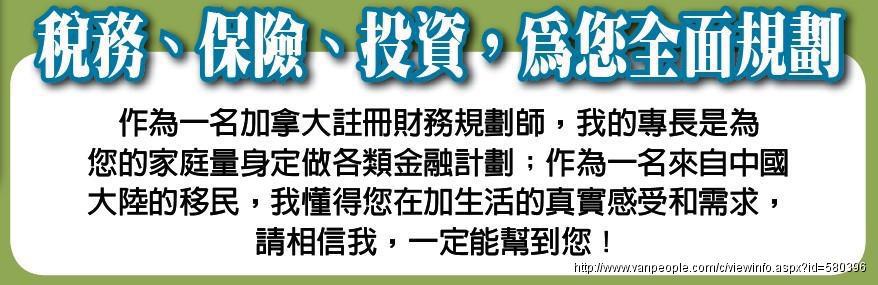 稅務、保險、投資，為您全面規劃
作為一名加拿大註冊財務規劃師，我的專長是為
您的家庭量身定做各類金融計劃；作為一名來自中國
大陸的移民，我懂得您在加生活的真實感受和需求，
請相信我，一定能幫到您！
http://www.vanpeople.com/c/viewinfo.aspx?id=580396